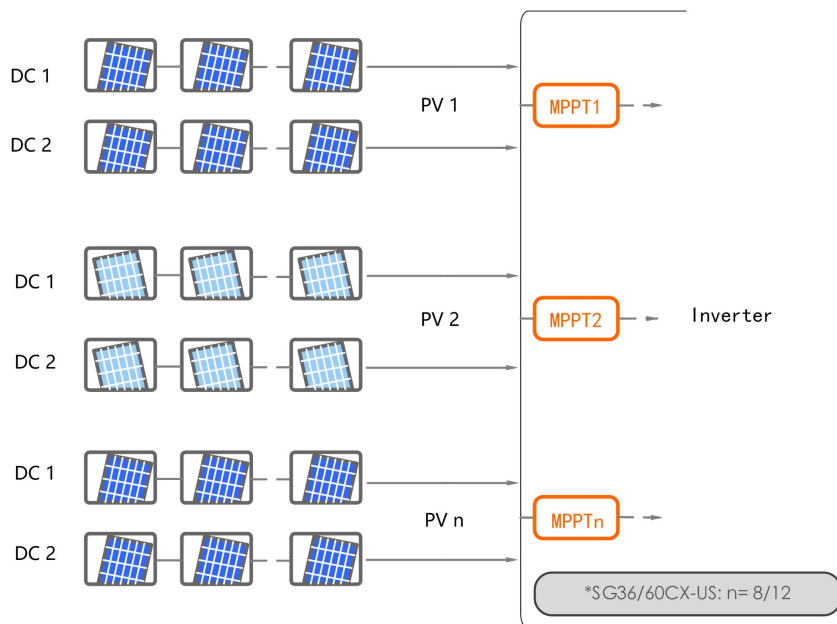 DC 1
PV 1
MPPT1
DC 2
DC 1
PV 2
MPPT2
Inverter
DC 2
DC 1
PV n
MPPTn
DC 2
*SG36/60CX-US: n= 8/12